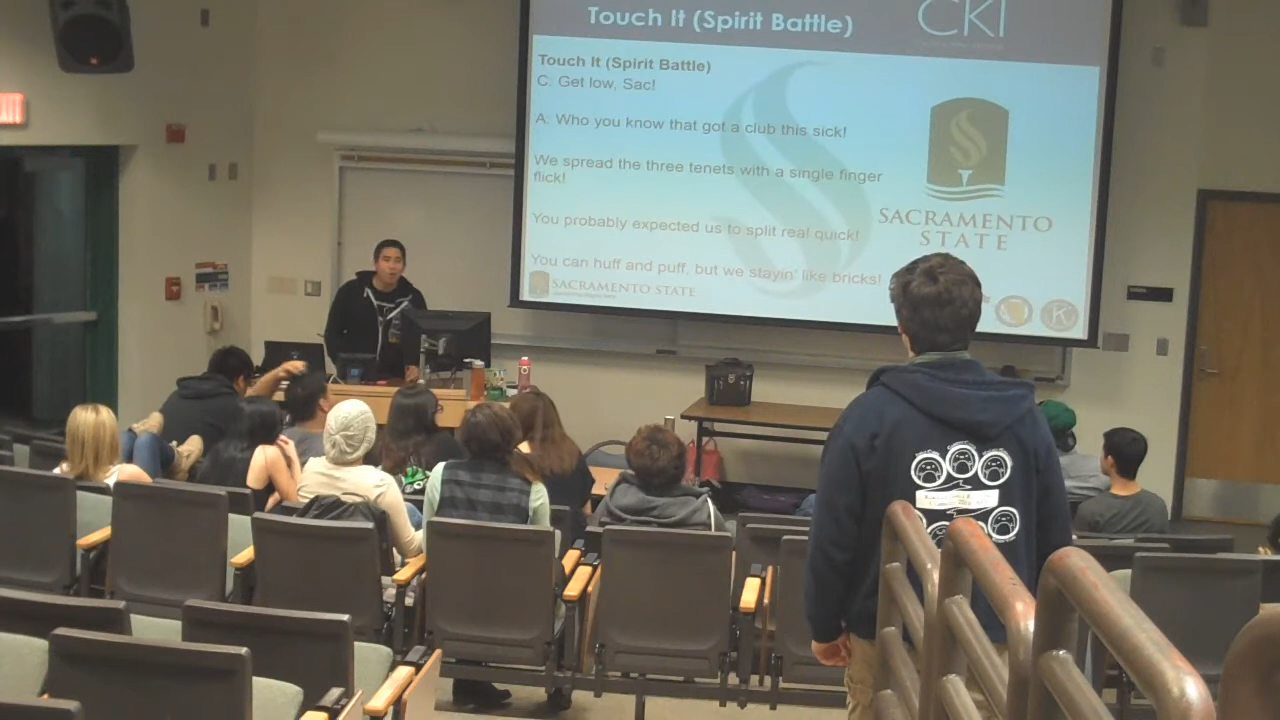 Touch It (Spirit Battle)
CKI
Touch It (Spirit Battle)
C. Get low, Sac!
A. Who you know that got a club this sick!
We spread the three tenets with a single finger
flick!
You probably expected us to split real quick!
You can huff and puff, but we stayin' like bricks!
SACRAMENTO
STATE
SACRAMENTO STATE
K